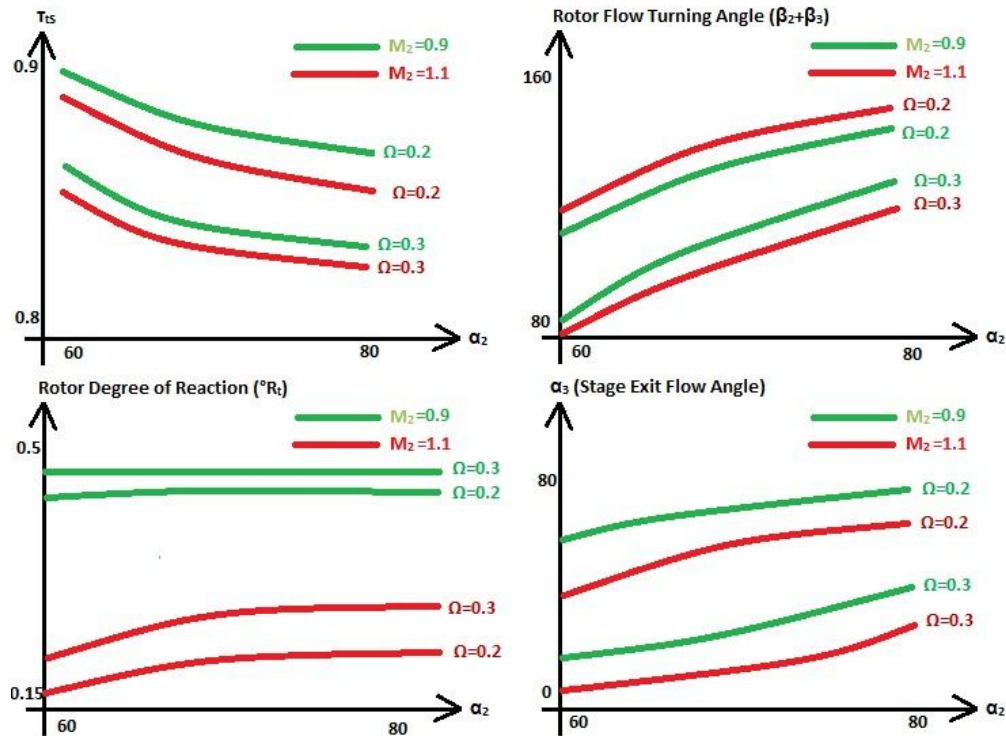 τts
M₂=0.9
M₂=1.1
0.9
Ω=0.2
Ω=0.2
Ω=0.3
Ω=0.3
0.8
60
80
α₂
Rotor Flow Turning Angle (β₂+β₃)
M₂=0.9
M₂=1.1
160
Ω=0.2
Ω=0.2
Ω=0.3
Ω=0.3
80
60
80
α₂
Rotor Degree of Reaction (°Rₜ)
M₂=0.9
M₂=1.1
0.5
Ω=0.3
Ω=0.2
Ω=0.3
Ω=0.2
0.15
60
80
α₂
α₃ (Stage Exit Flow Angle)
M₂=0.9
M₂=1.1
80
Ω=0.2
Ω=0.2
Ω=0.3
Ω=0.3
0
60
80
α₂